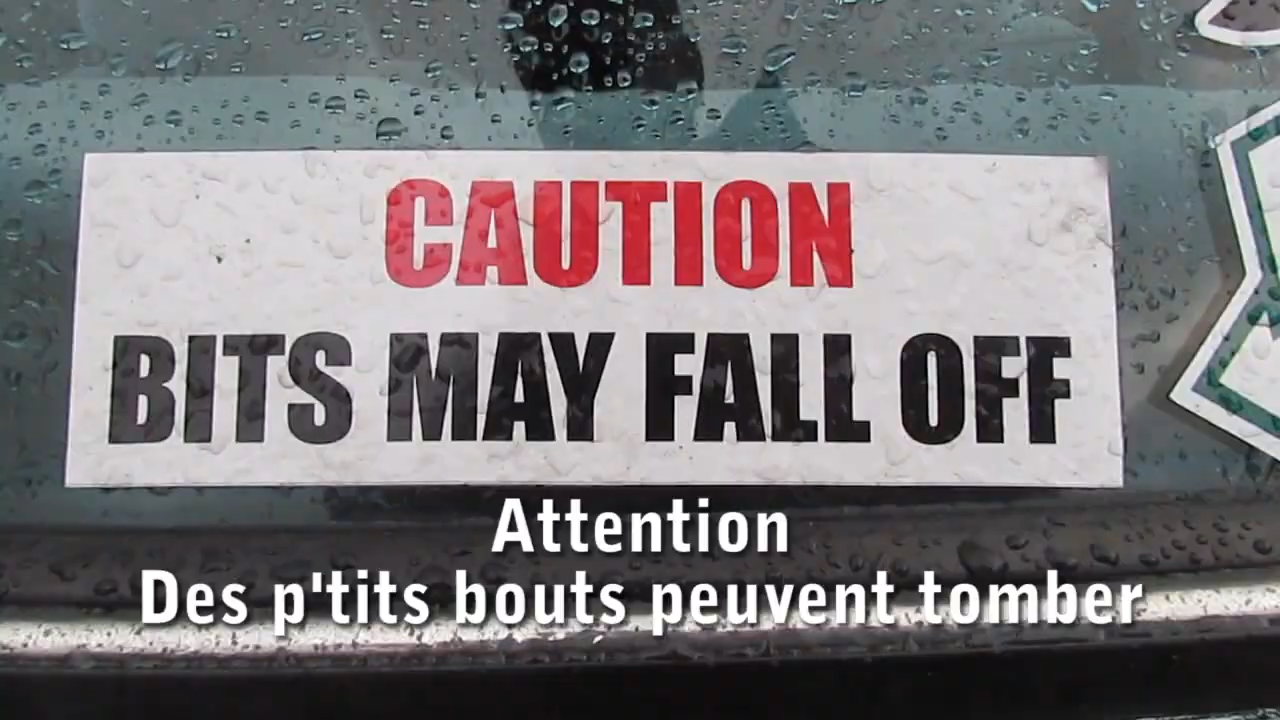 CAUTION
BITS MAY FALL OFF
Attention
Des p'tits bouts peuvent tomber